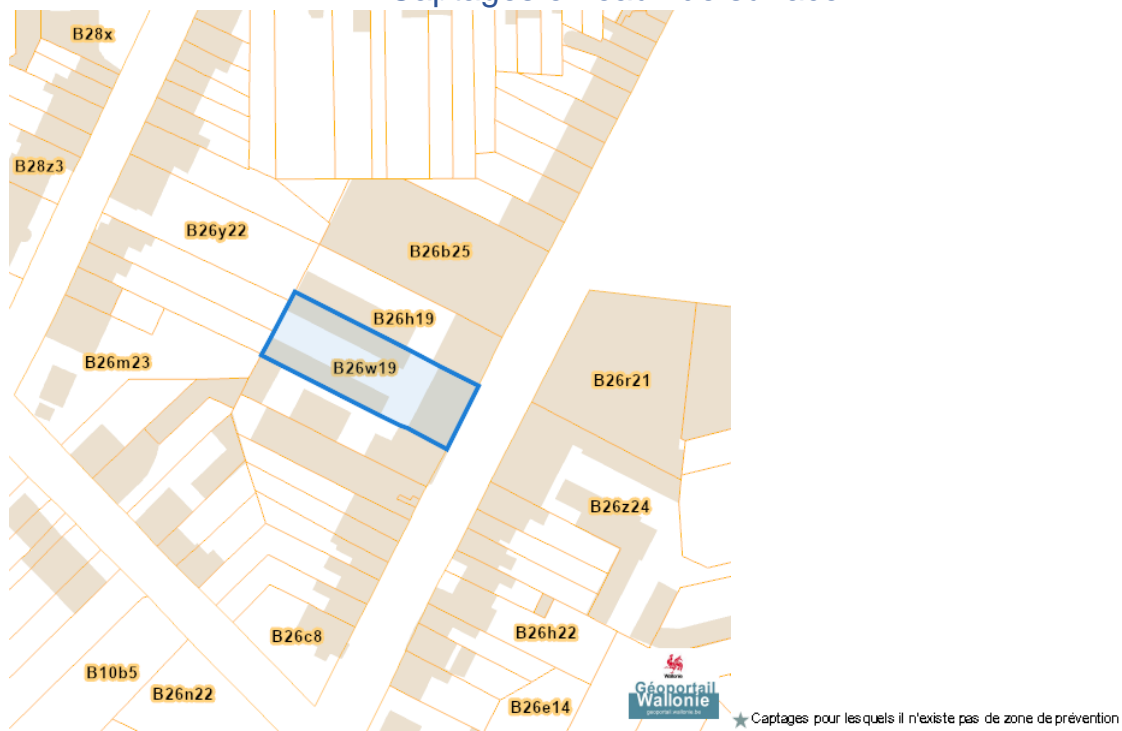 B28x
B28z3
B26y22
B26b25
B26h19
B26m23
B26w19
B26r21
B26z24
B26c8
B26h22
B10b5
B26n22
B26e14
Wallonie
Géoportail
Wallonie
geoportail.wallonie.be
Captages pour lesquels il n'existe pas de zone de prévention